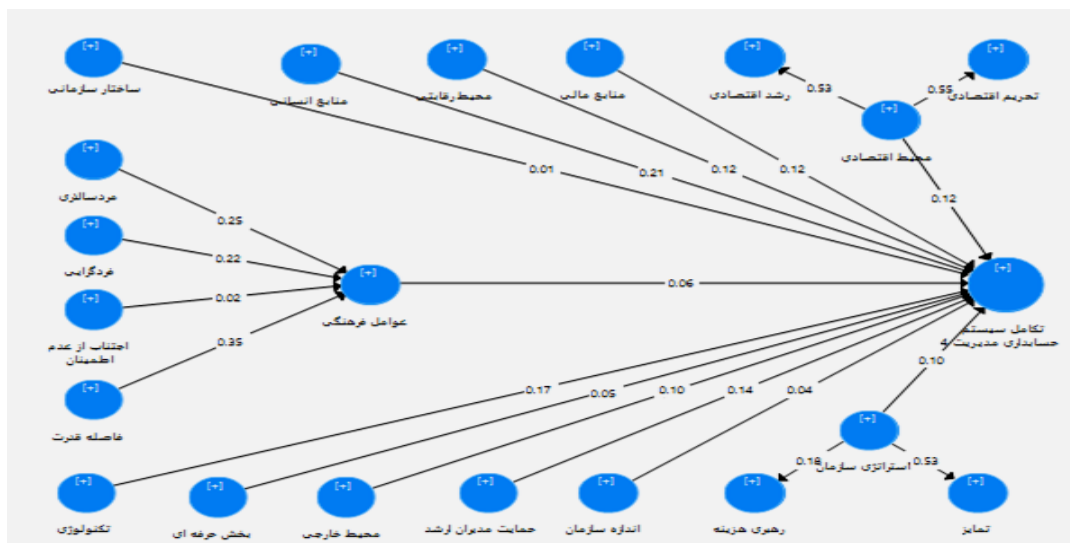 [+] [+] [+] [+] [+] [+]
ساختار سازمانی
منابع انسانی
محیط رقابتی
منابع مالی
رشد اقتصادی
تحریم اقتصادی
0.53
0.55
[+]
محیط اقتصادی
[+]
مردسالاری
0.01
0.21
0.12
0.12
0.12
0.25
[+]
فردگرایی
0.22
[+]
عوامل فرهنگی
0.06
[+]
تکامل سیستم
حسابداری مدیریت 4
[+]
اجتناب از عدم
اطمینان
0.02
0.35
[+]
فاصله قدرت
0.17
0.05
0.10
0.14
0.04
0.10
[+]
استراتژی سازمان
0.18
0.53
[+] [+] [+] [+] [+] [+] [+]
تکنولوژی
بخش حرفه ای
محیط خارجی
حمایت مدیران ارشد
اندازه سازمان
رهبری هزینه
تمایز